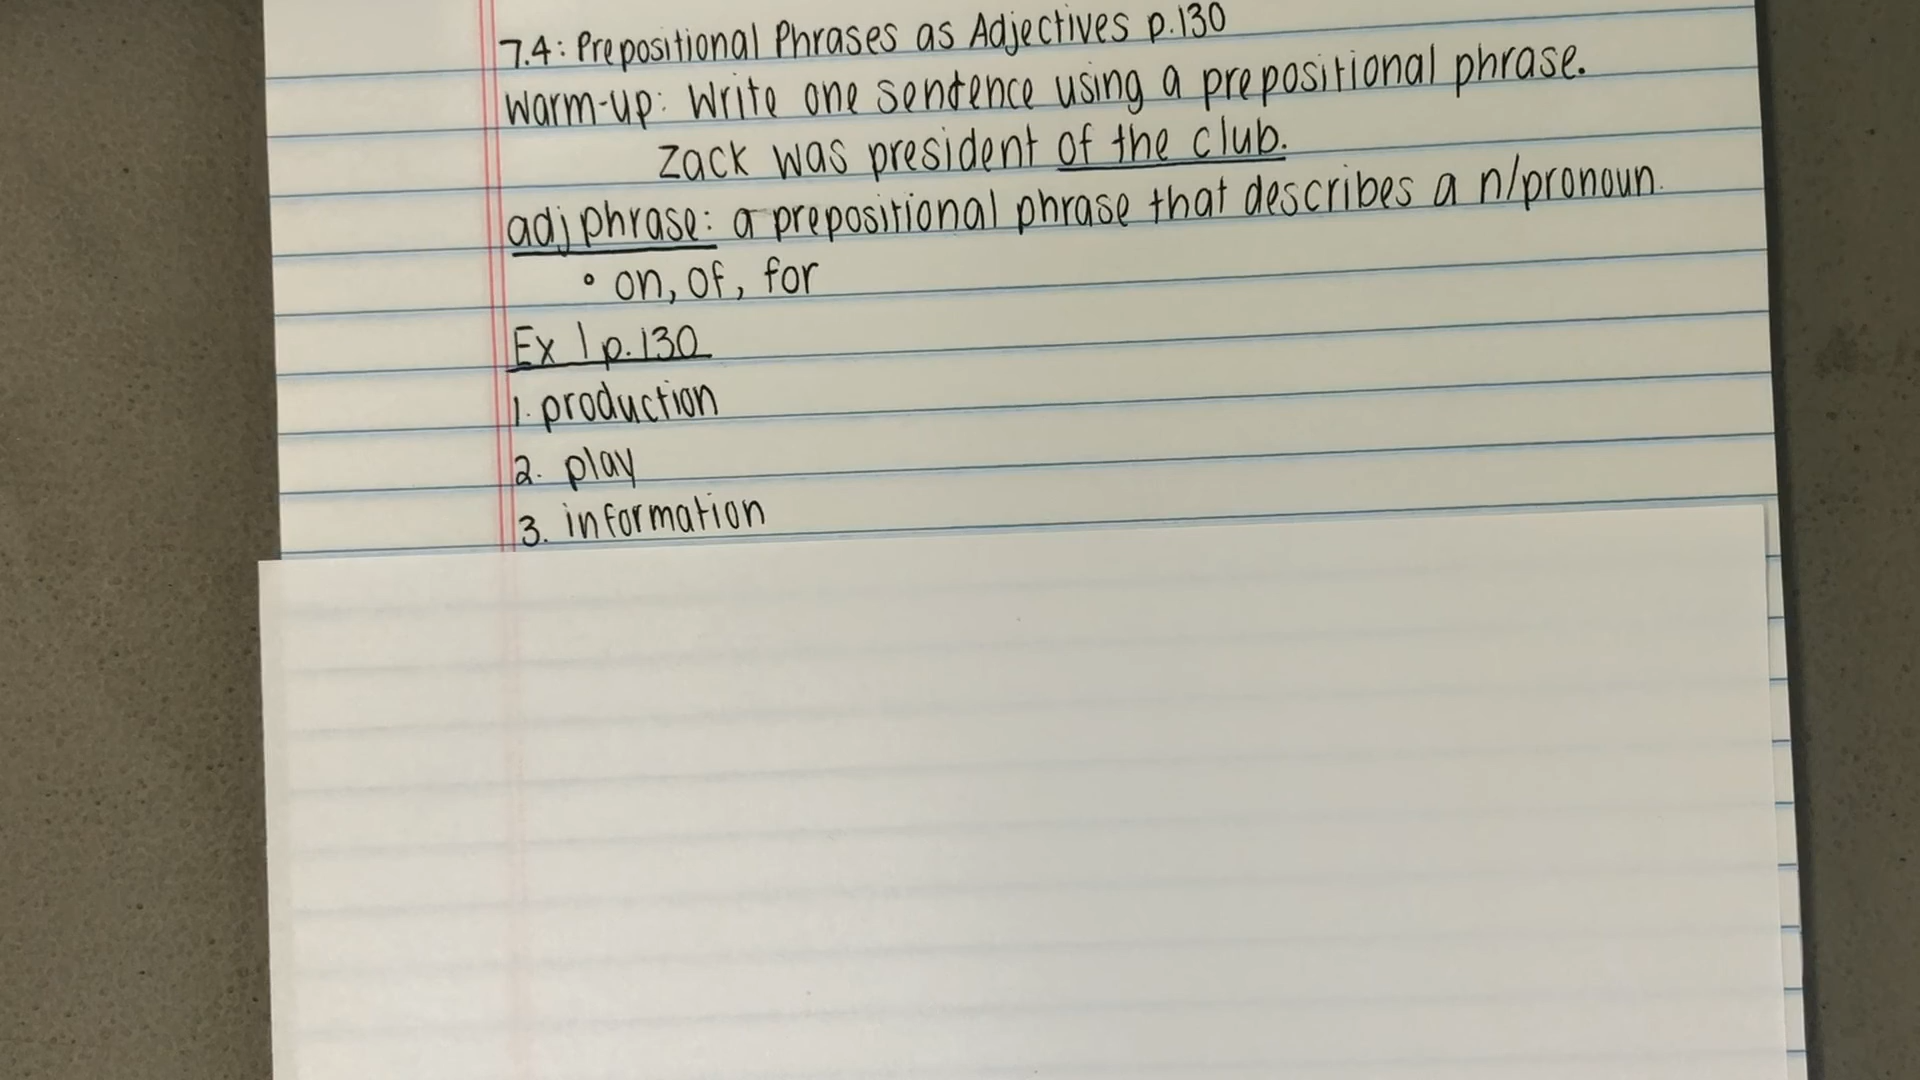 7.4: Prepositional Phrases as Adjectives p.130
Warm-up: Write one sentence using a prepositional phrase.
Zack was president of the club.
adj phrase: a prepositional phrase that describes a n/pronoun.
• on, of, for
Ex 1 p.130
1. production
2. play
3. information